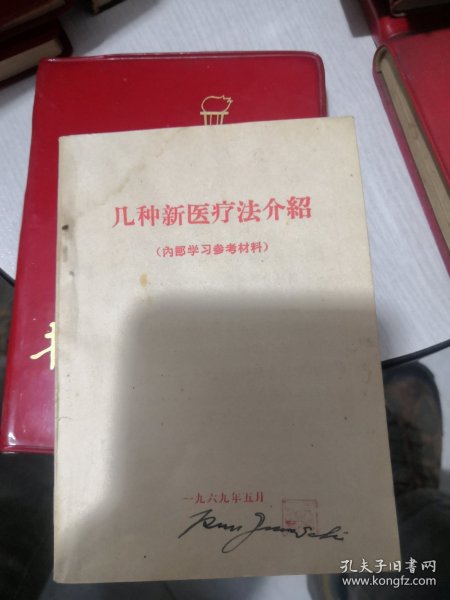 几种新医疗法介紹
（內部学习参考材料）
一九六九年五月
孔夫子旧书网
www.kongfz.com